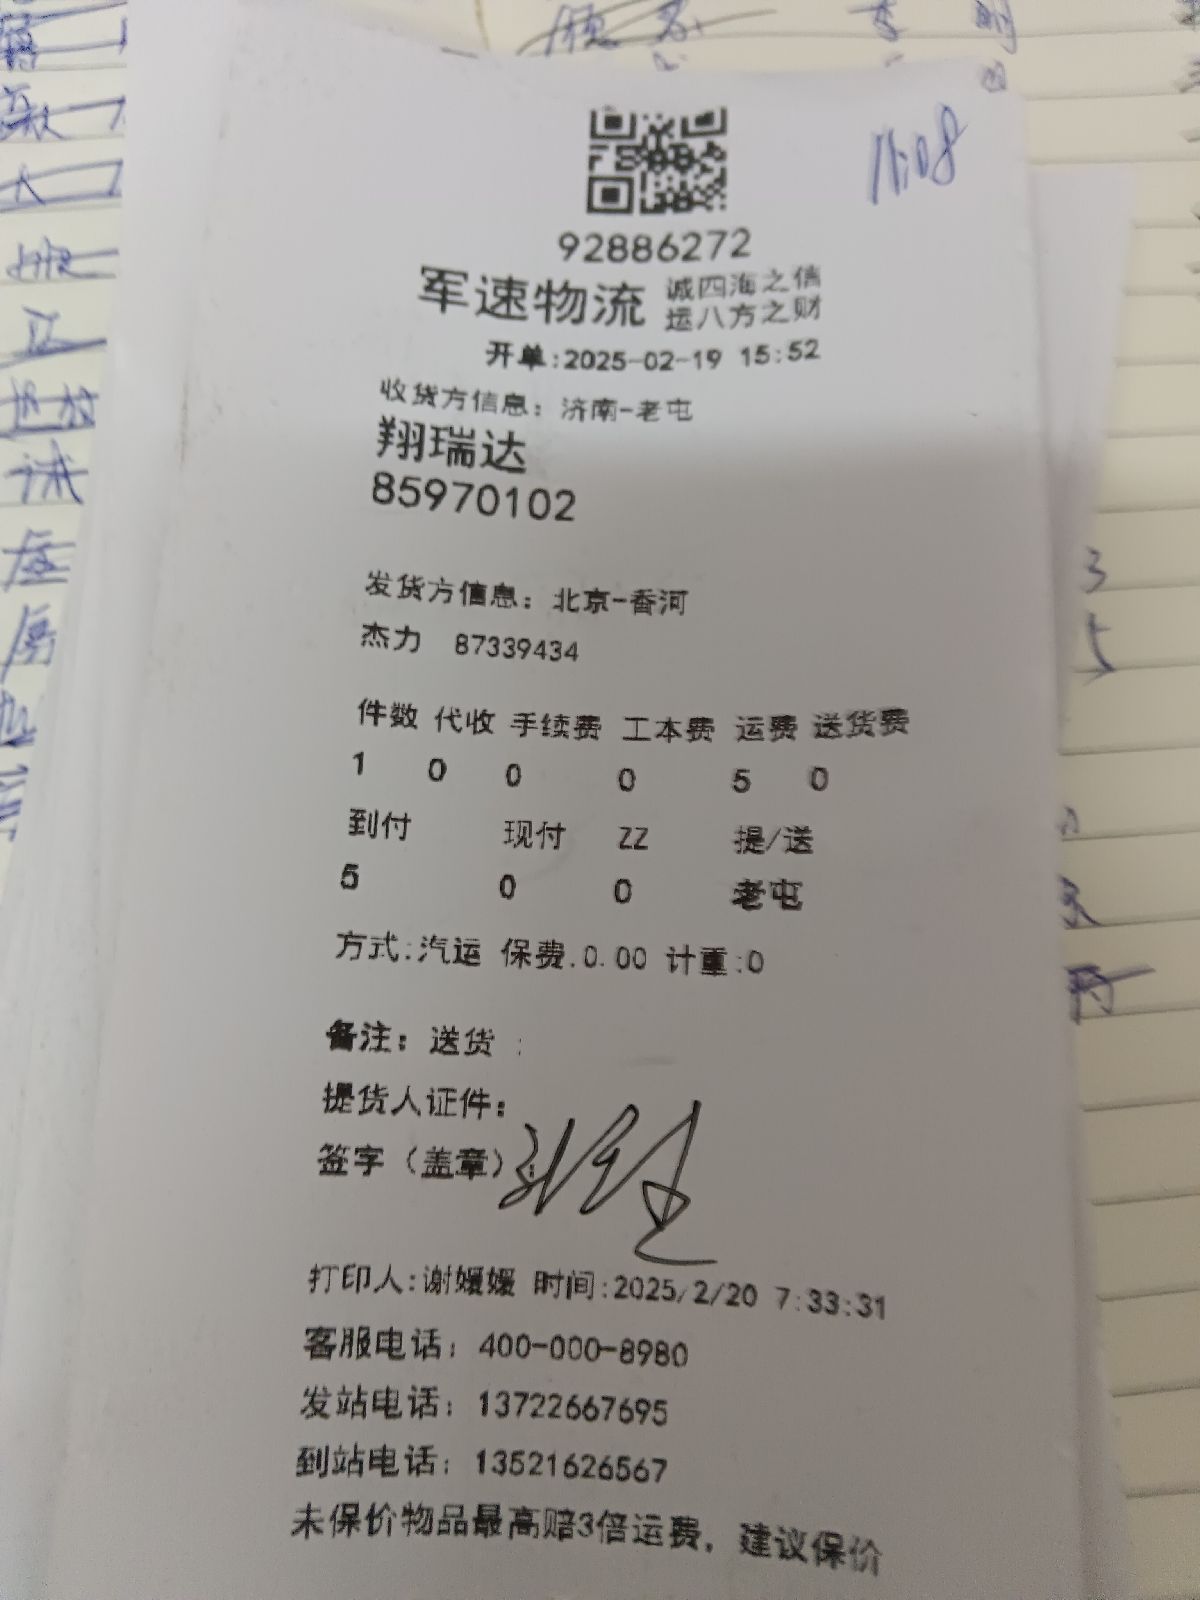 11:08
92886272
军速物流 诚四海之信
运八方之财
开单:2025-02-19 15:52
收货方信息：济南-老屯
翔瑞达
85970102
发货方信息：北京-香河
杰力 87339434
件数 代收 手续费 工本费 运费 送货费
1 0 0 0 5 0
到付 现付 ZZ 提/送
5 0 0 老屯
方式:汽运 保费:0.00 计重:0
备注：送货 :
提货人证件：
签字（盖章）:
打印人:谢媛媛 时间:2025/2/20 7:33:31
客服电话：400-000-8980
发站电话：13722667695
到站电话：13521626567
未保价物品最高赔3倍运费，建议保价